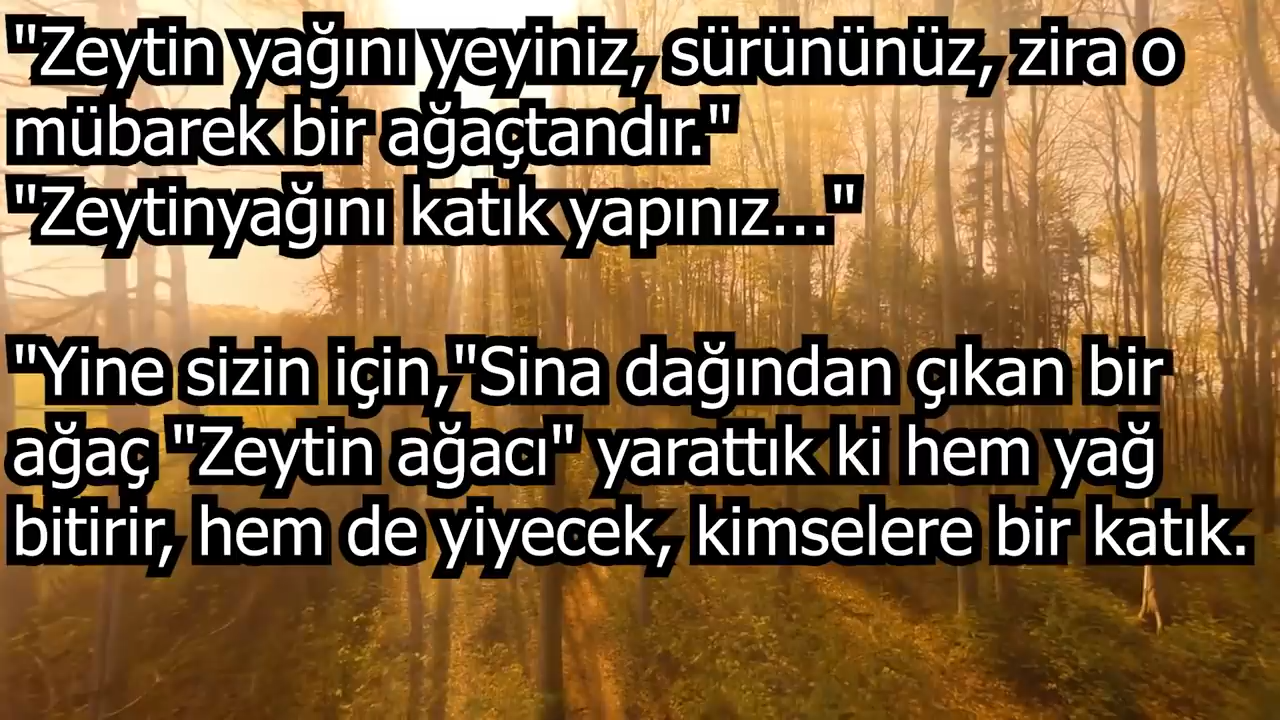 "Zeytin yağını yeyiniz, sürününüz, zira o
mübarek bir ağaçtandır."
"Zeytinyağını katık yapınız..."
"Yine sizin için,"Sina dağından çıkan bir
ağaç "Zeytin ağacı" yarattık ki hem yağ
bitirir, hem de yiyecek, kimselere bir katık.